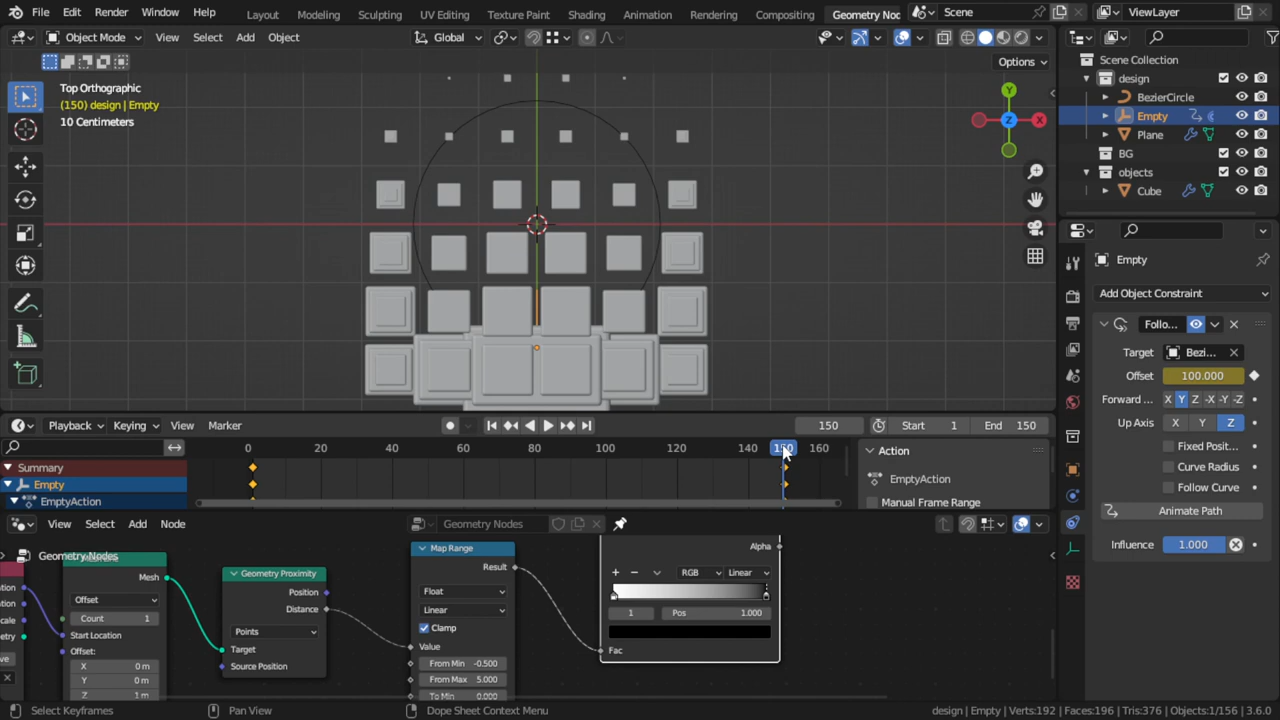 File Edit Render Window Help Layout Modeling Sculpting UV Editing Texture Paint Shading Animation Rendering Compositing Geometry Noc Scene ViewLayer
Object Mode View Select Add Object Global
Options
Top Orthographic
(150) design | Empty
10 Centimeters
Y
Z X
Scene Collection
design
BezierCircle
Empty
Plane
BG
objects
Cube
Empty
Add Object Constraint
Follo...
Target Bezi...
Offset 100.000
Forward ... X Y Z -X -Y -Z
Up Axis X Y Z
Fixed Posit...
Curve Radius
Follow Curve
Animate Path
Influence 1.000
Playback Keying View Marker 150 Start 1 End 150
0 20 40 60 80 100 120 140 150 160
Summary
Empty
EmptyAction
Action
EmptyAction
Manual Frame Range
View Select Add Node Geometry Nodes
Geometry Nodes
Mesh
Offset
Count 1
Start Location
Offset:
X 0 m
Y 0 m
Z 1 m
Geometry Proximity
Position
Distance
Points
Target
Source Position
Map Range
Result
Float
Linear
Clamp
Value
From Min -0.500
From Max 5.000
To Min 0.000
Alpha
RGB Linear
1 Pos 1.000
Fac
Select Keyframes Pan View Dope Sheet Context Menu design | Empty | Verts:192 | Faces:196 | Tris:376 | Objects:1/156 | 3.6.0